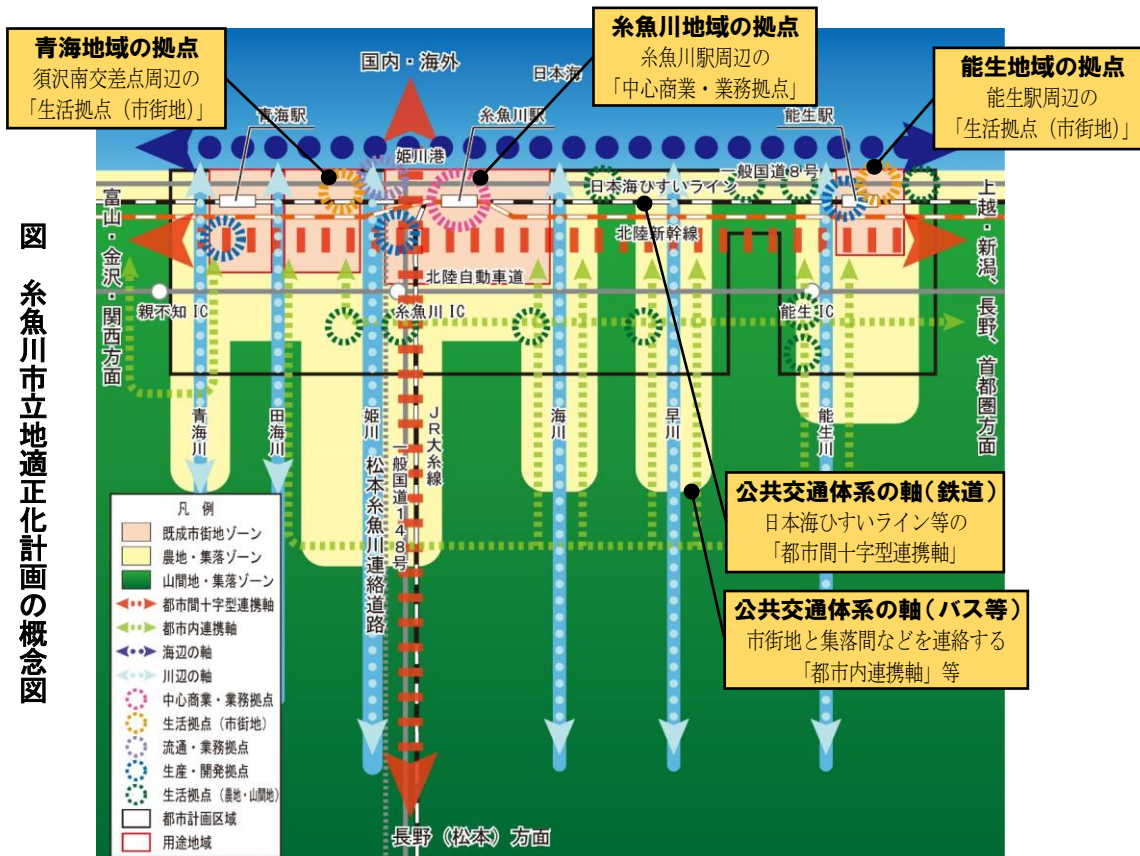 青海地域の拠点
須沢南交差点周辺の
「生活拠点（市街地）」
糸魚川地域の拠点
糸魚川駅周辺の
「中心商業・業務拠点」
能生地域の拠点
能生駅周辺の
「生活拠点（市街地）」
国内・海外
日本海
青海駅
糸魚川駅
能生駅
姫川港
一般国道８号
日本海ひすいライン
北陸新幹線
北陸自動車道
富山・金沢・関西方面
上越・新潟、長野、首都圏方面
親不知IC
糸魚川IC
能生IC
青海川
田海川
姫川
松本糸魚川連絡道路
一般国道148号
ＪＲ大糸線
海川
早川
能生川
公共交通体系の軸（鉄道）
日本海ひすいライン等の
「都市間十字型連携軸」
公共交通体系の軸（バス等）
市街地と集落間などを連絡する
「都市内連携軸」等
凡　例
既成市街地ゾーン
農地・集落ゾーン
山間地・集落ゾーン
都市間十字型連携軸
都市内連携軸
海辺の軸
川辺の軸
中心商業・業務拠点
生活拠点（市街地）
流通・業務拠点
生産・開発拠点
生活拠点（農地・山間地）
都市計画区域
用途地域
長野（松本）方面
図　糸魚川市立地適正化計画の概念図